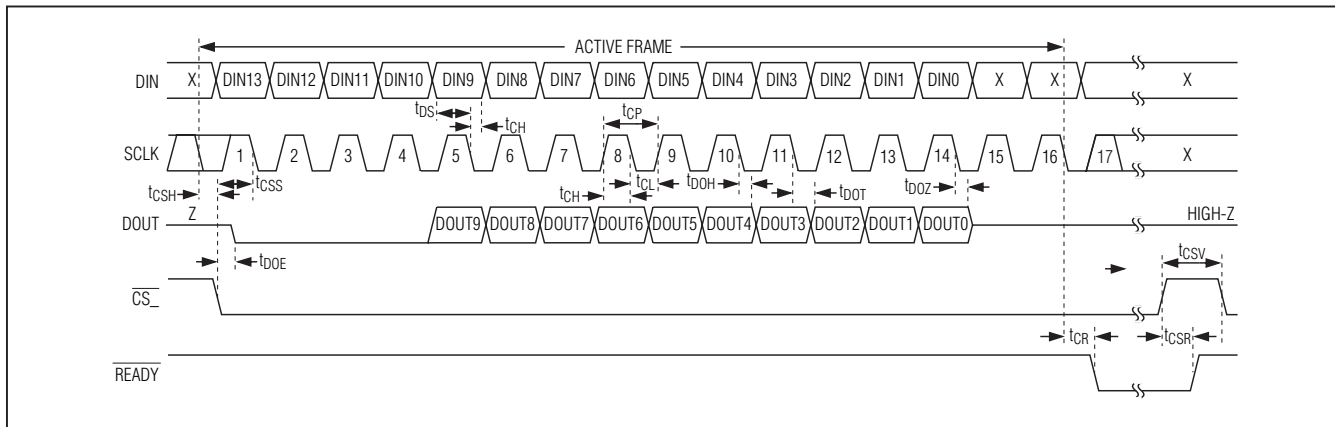 ACTIVE FRAME
DIN X DIN13 DIN12 DIN11 DIN10 DIN9 DIN8 DIN7 DIN6 DIN5 DIN4 DIN3 DIN2 DIN1 DIN0 X X X
tDS tCH tCP
SCLK 1 2 3 4 5 6 7 8 9 10 11 12 13 14 15 16 17 X
tCSH tCSS tCH tCL tDOH tDOT tDOZ
DOUT Z DOUT9 DOUT8 DOUT7 DOUT6 DOUT5 DOUT4 DOUT3 DOUT2 DOUT1 DOUT0 HIGH-Z
tDOE tCSV
CS_
tCR tCSR
READY